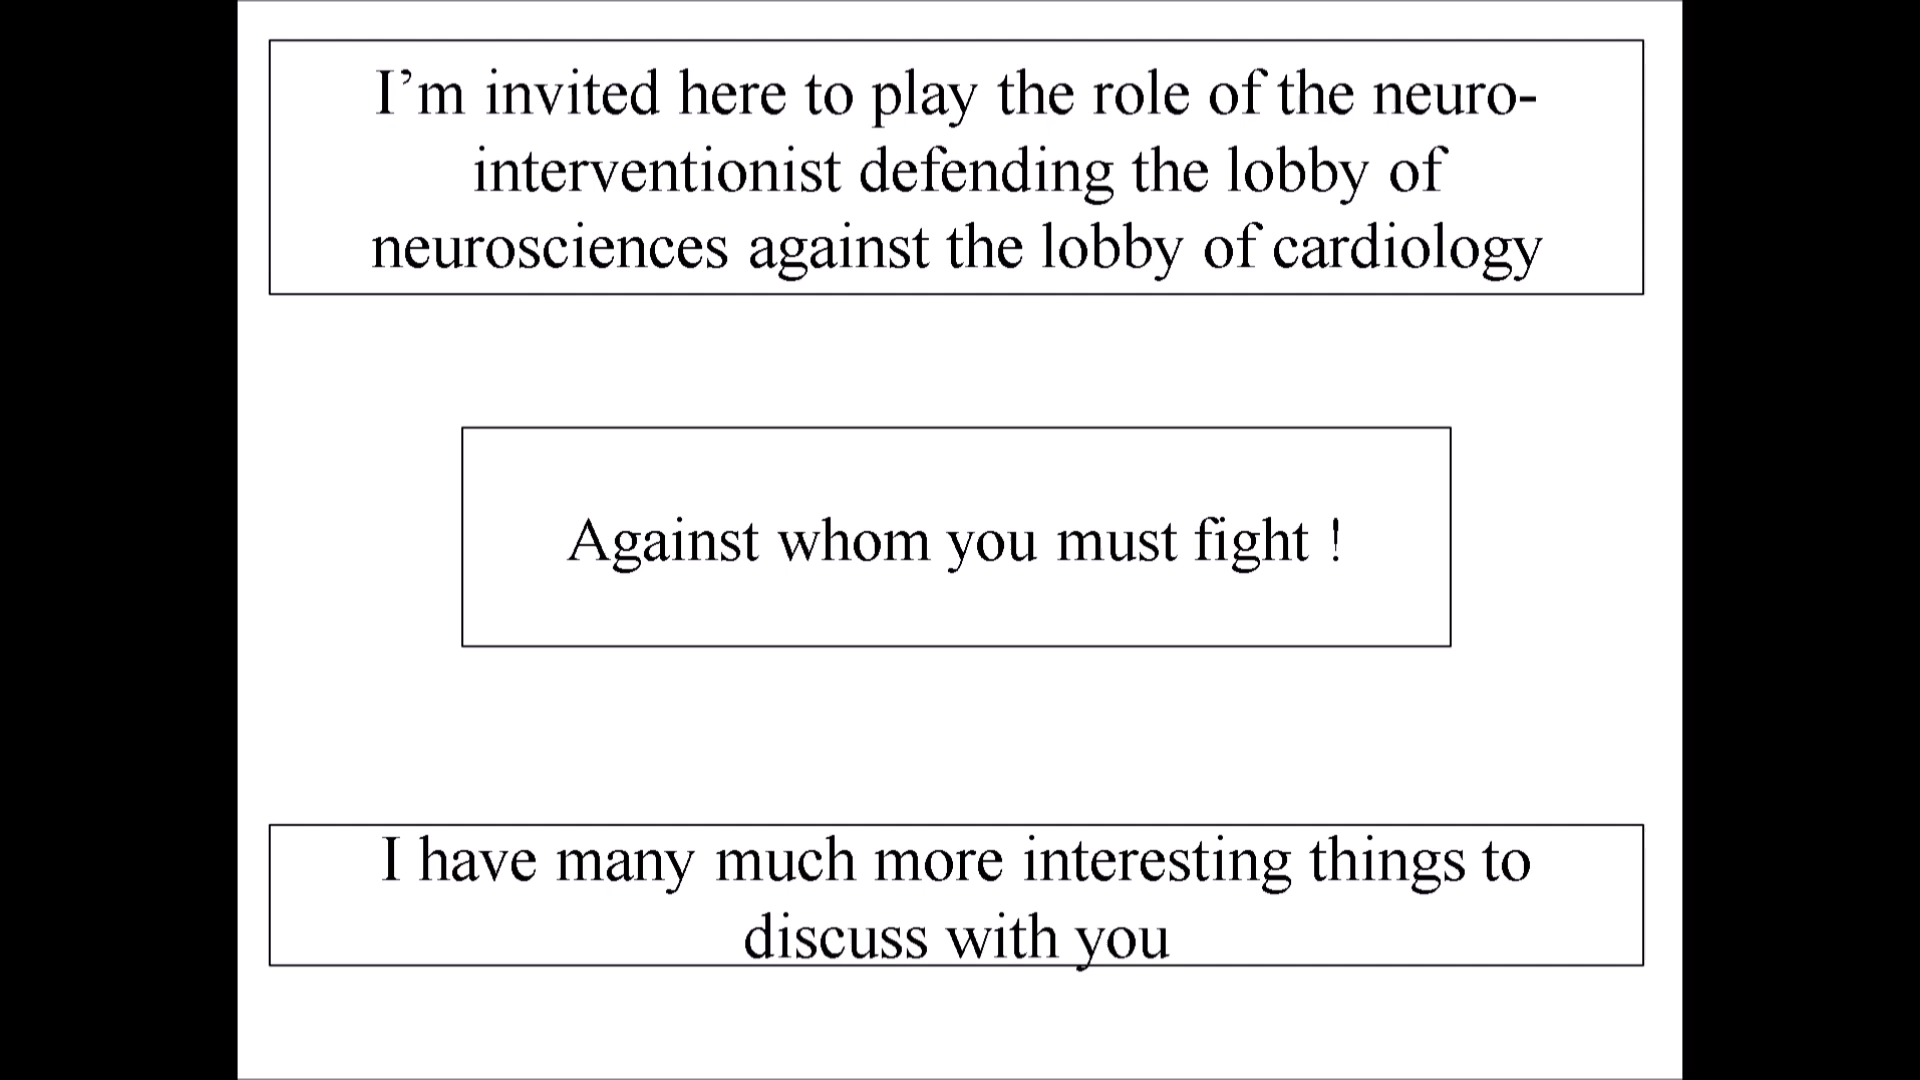 I’m invited here to play the role of the neuro-
interventionist defending the lobby of
neurosciences against the lobby of cardiology
Against whom you must fight !
I have many much more interesting things to
discuss with you